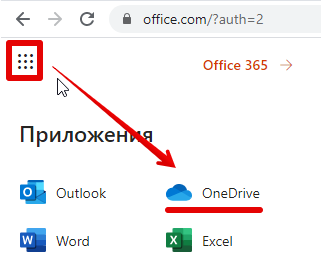 office.com/?auth=2
Office 365 →
Приложения
Outlook OneDrive
Word Excel